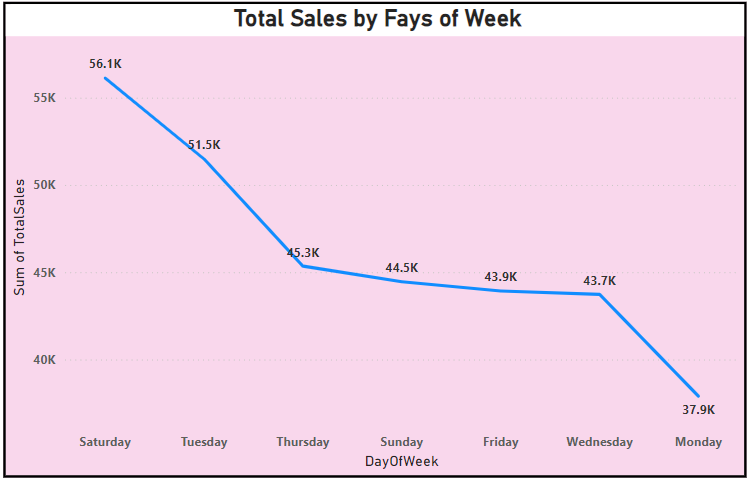 Total Sales by Fays of Week
56.1K
55K
51.5K
50K
45.3K
44.5K
43.9K
43.7K
45K
40K
37.9K
Sum of TotalSales
Saturday Tuesday Thursday Sunday Friday Wednesday Monday
DayOfWeek